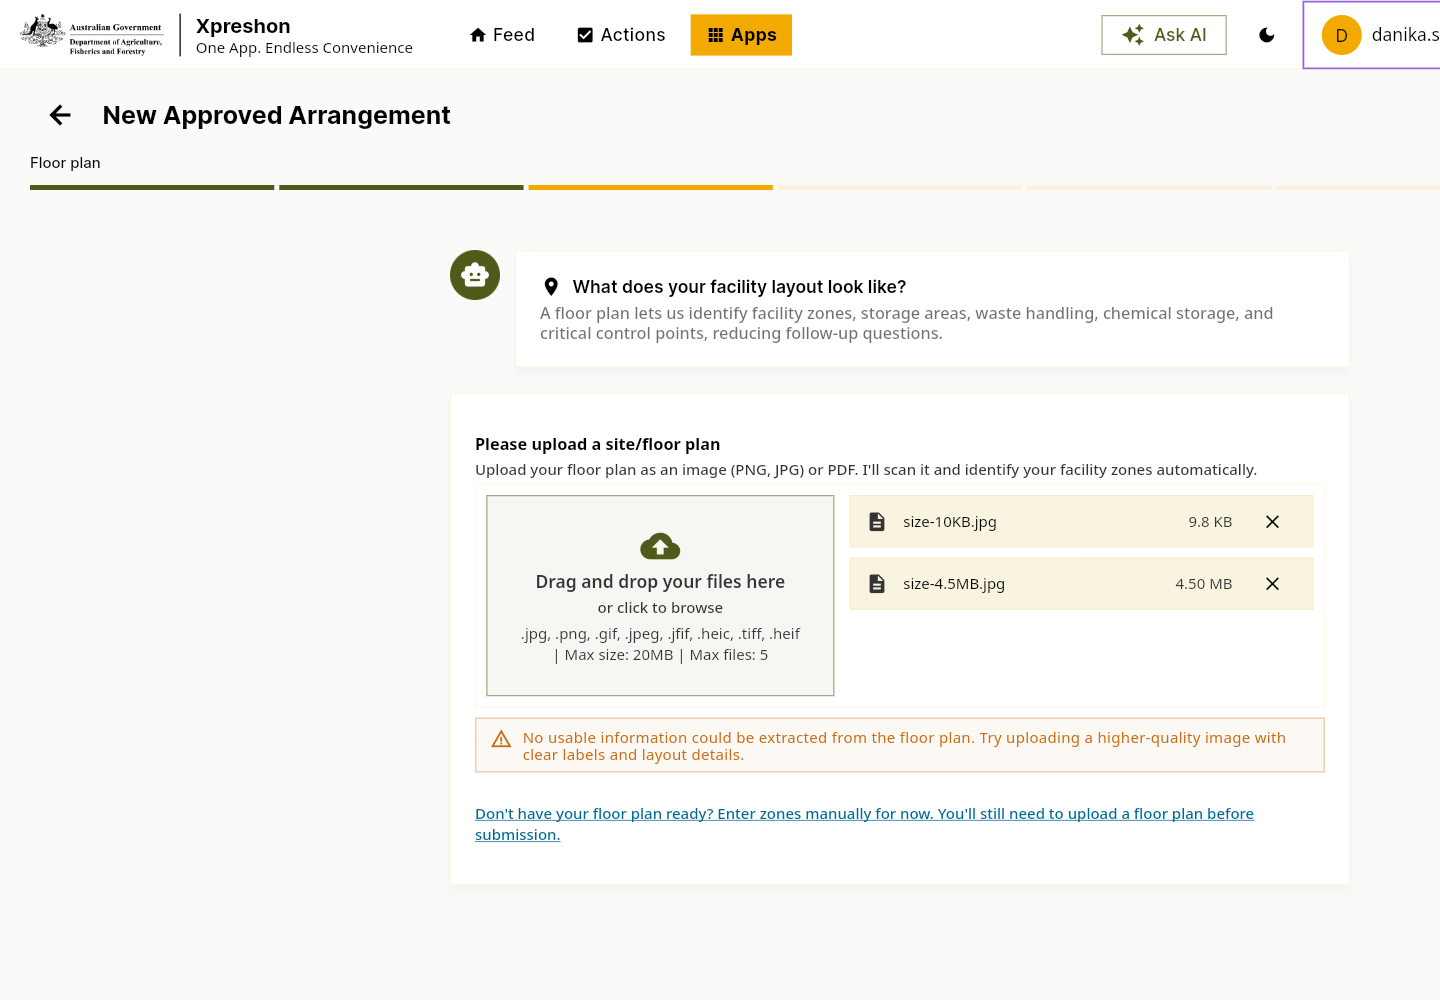 Australian Government
Department of Agriculture,
Fisheries and Forestry
Xpreshon
One App. Endless Convenience
Feed
Actions
Apps
Ask AI
D
danika.s
New Approved Arrangement
Floor plan
What does your facility layout look like?
A floor plan lets us identify facility zones, storage areas, waste handling, chemical storage, and
critical control points, reducing follow-up questions.
Please upload a site/floor plan
Upload your floor plan as an image (PNG, JPG) or PDF. I'll scan it and identify your facility zones automatically.
Drag and drop your files here
or click to browse
.jpg, .png, .gif, .jpeg, .jfif, .heic, .tiff, .heif
| Max size: 20MB | Max files: 5
size-10KB.jpg 9.8 KB
size-4.5MB.jpg 4.50 MB
No usable information could be extracted from the floor plan. Try uploading a higher-quality image with
clear labels and layout details.
Don't have your floor plan ready? Enter zones manually for now. You'll still need to upload a floor plan before
submission.